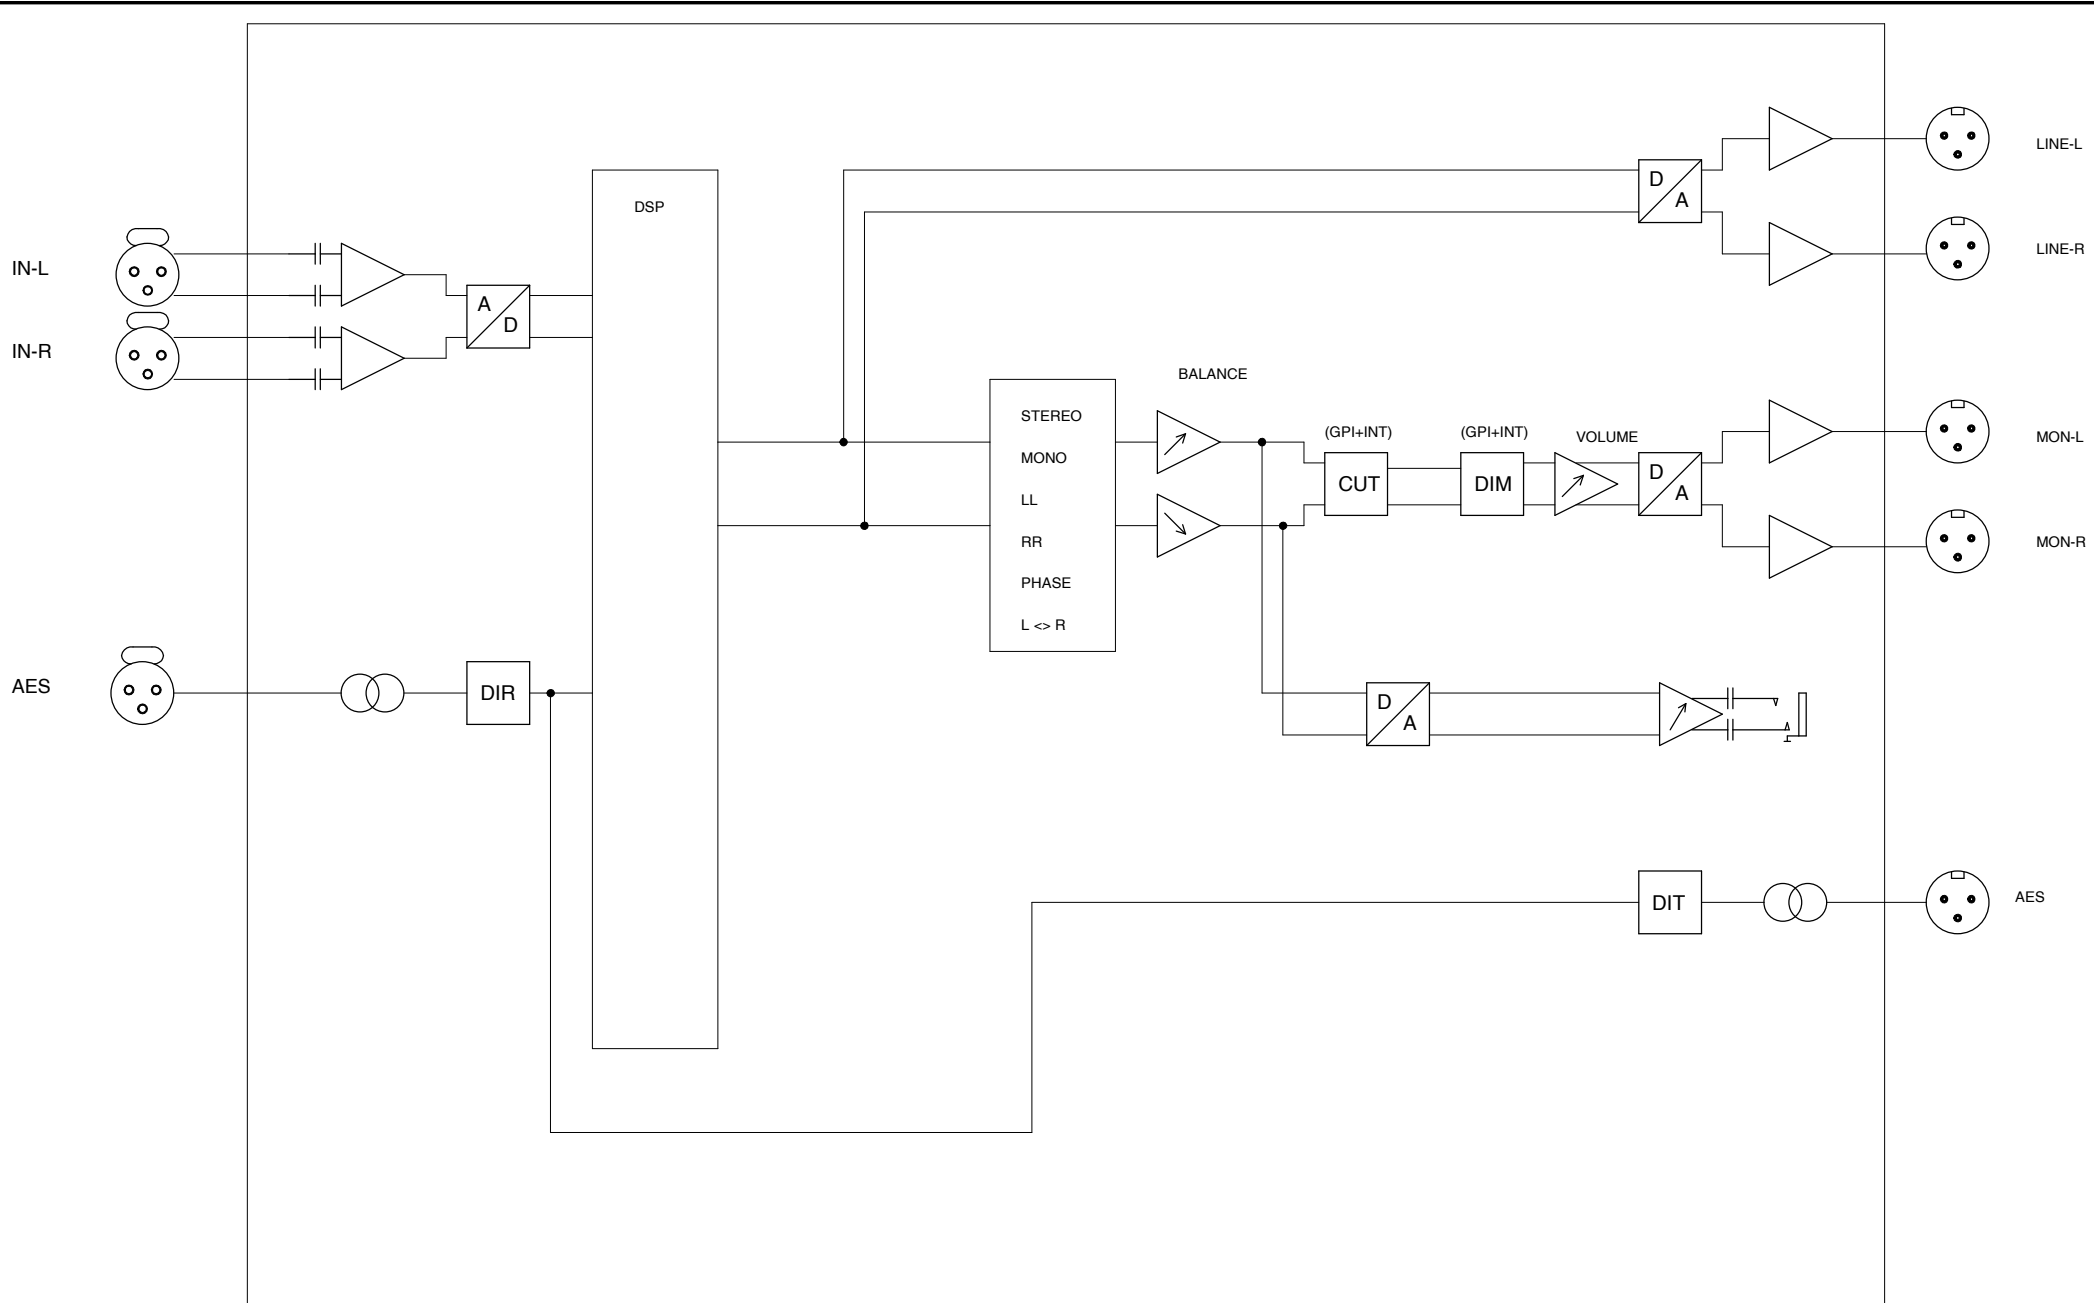 LINE-L
DSP
D
A
LINE-R
IN-L
A
D
IN-R
BALANCE
STEREO
MONO
LL
RR
PHASE
L <> R
(GPI+INT)
CUT
(GPI+INT)
DIM
VOLUME
D
A
MON-L
MON-R
AES
DIR
D
A
DIT
AES